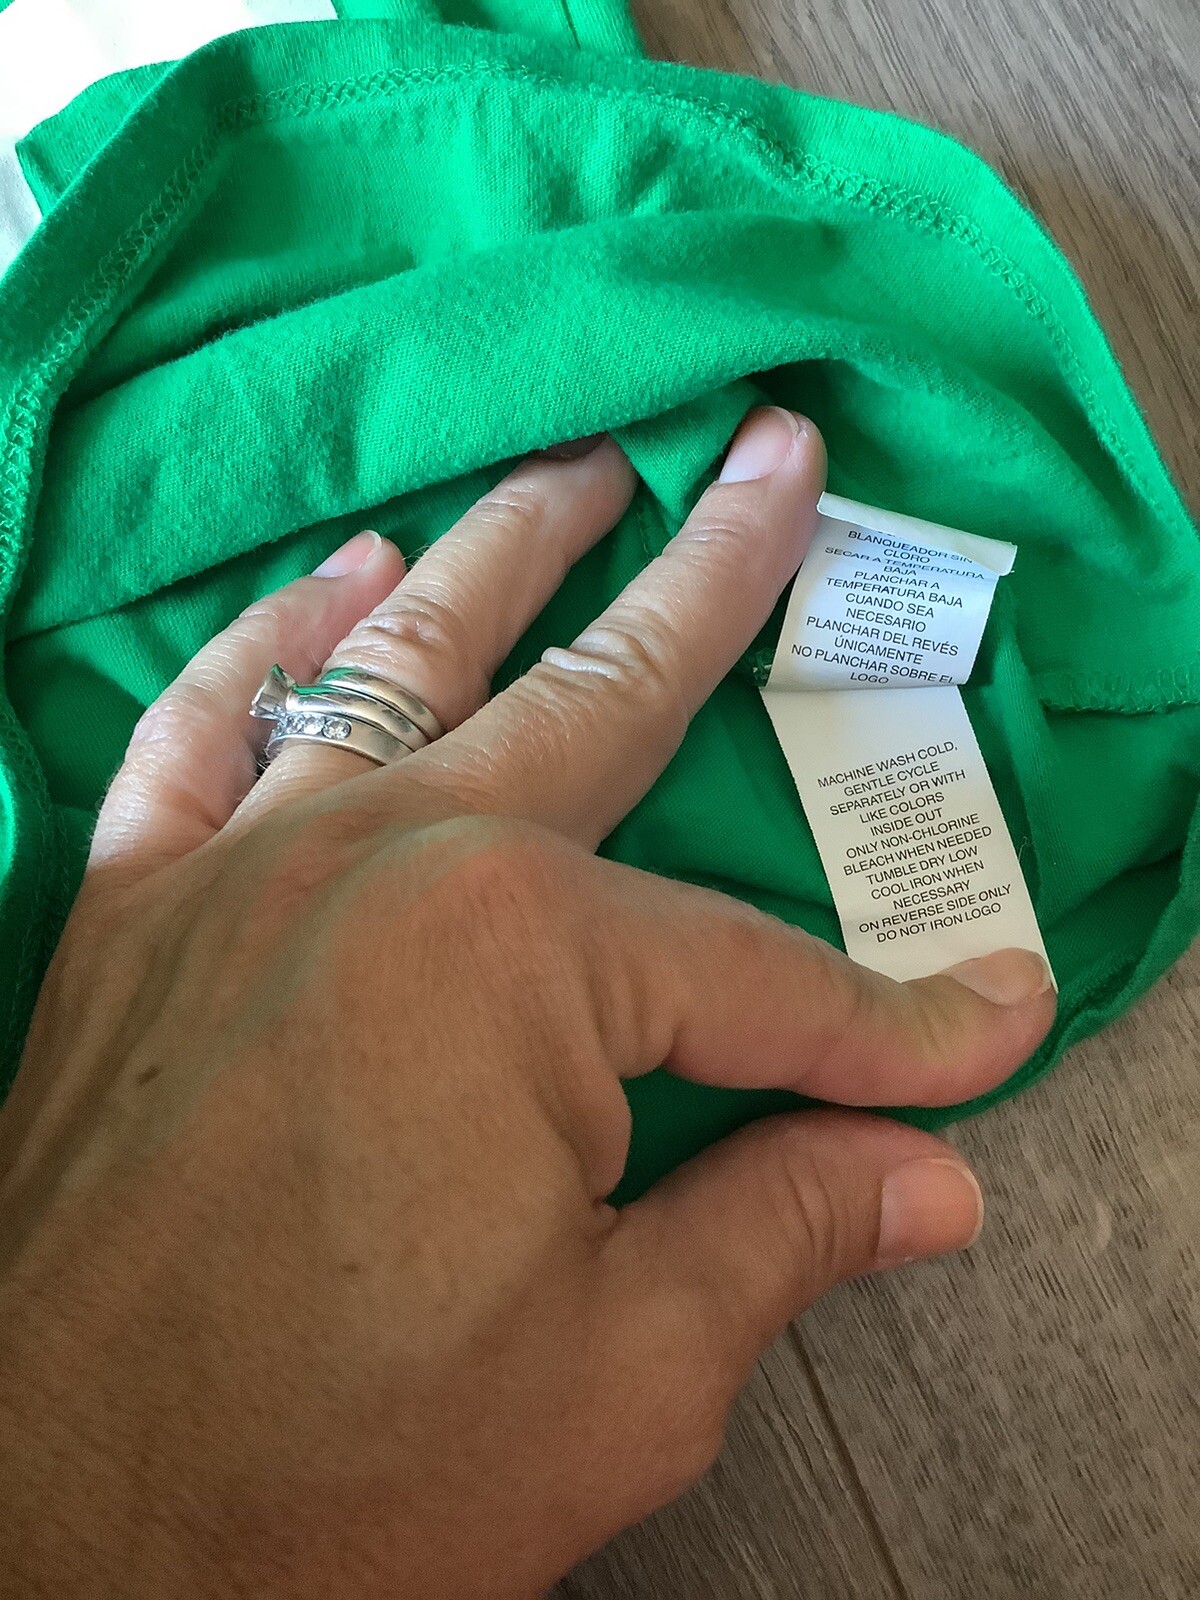 BLANQUEADOR SIN
CLORO
SECAR A TEMPERATURA
BAJA
PLANCHAR A
TEMPERATURA BAJA
CUANDO SEA
NECESARIO
PLANCHAR DEL REVÉS
ÚNICAMENTE
NO PLANCHAR SOBRE EL
LOGO
MACHINE WASH COLD,
GENTLE CYCLE
SEPARATELY OR WITH
LIKE COLORS
INSIDE OUT
ONLY NON-CHLORINE
BLEACH WHEN NEEDED
TUMBLE DRY LOW
COOL IRON WHEN
NECESSARY
ON REVERSE SIDE ONLY
DO NOT IRON LOGO